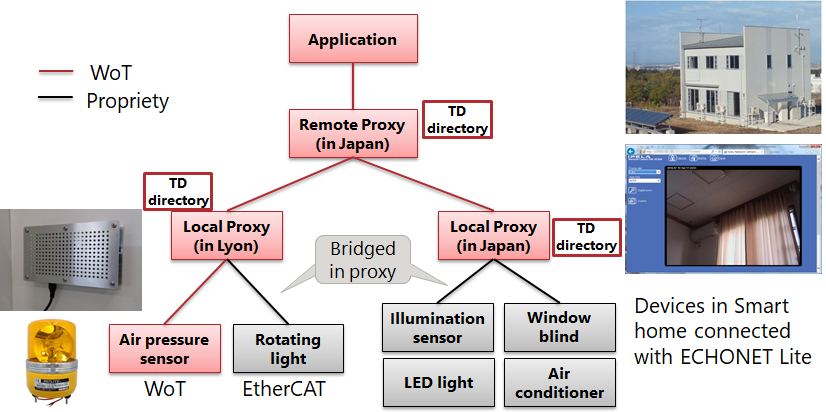 Application
WoT
Propriety
TD
directory
Remote Proxy
(in Japan)
TD
directory
Local Proxy
(in Lyon)
Local Proxy
(in Japan)
TD
directory
Bridged
in proxy
Air pressure
sensor
Rotating
light
Illumination
sensor
Window
blind
LED light
Air
conditioner
WoT
EtherCAT
Devices in Smart
home connected
with ECHONET Lite